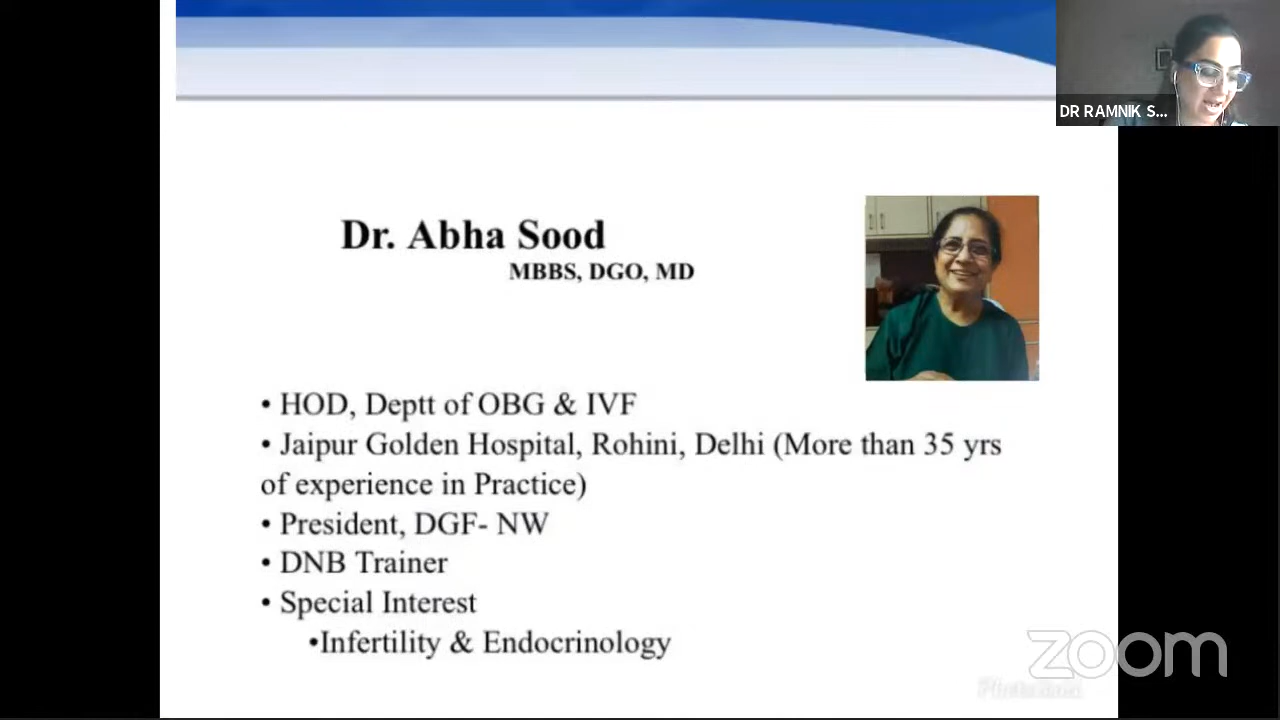 DR RAMNIK S...
Dr. Abha Sood
MBBS, DGO, MD
• HOD, Deptt of OBG & IVF
• Jaipur Golden Hospital, Rohini, Delhi (More than 35 yrs
of experience in Practice)
• President, DGF- NW
• DNB Trainer
• Special Interest
•Infertility & Endocrinology
zoom